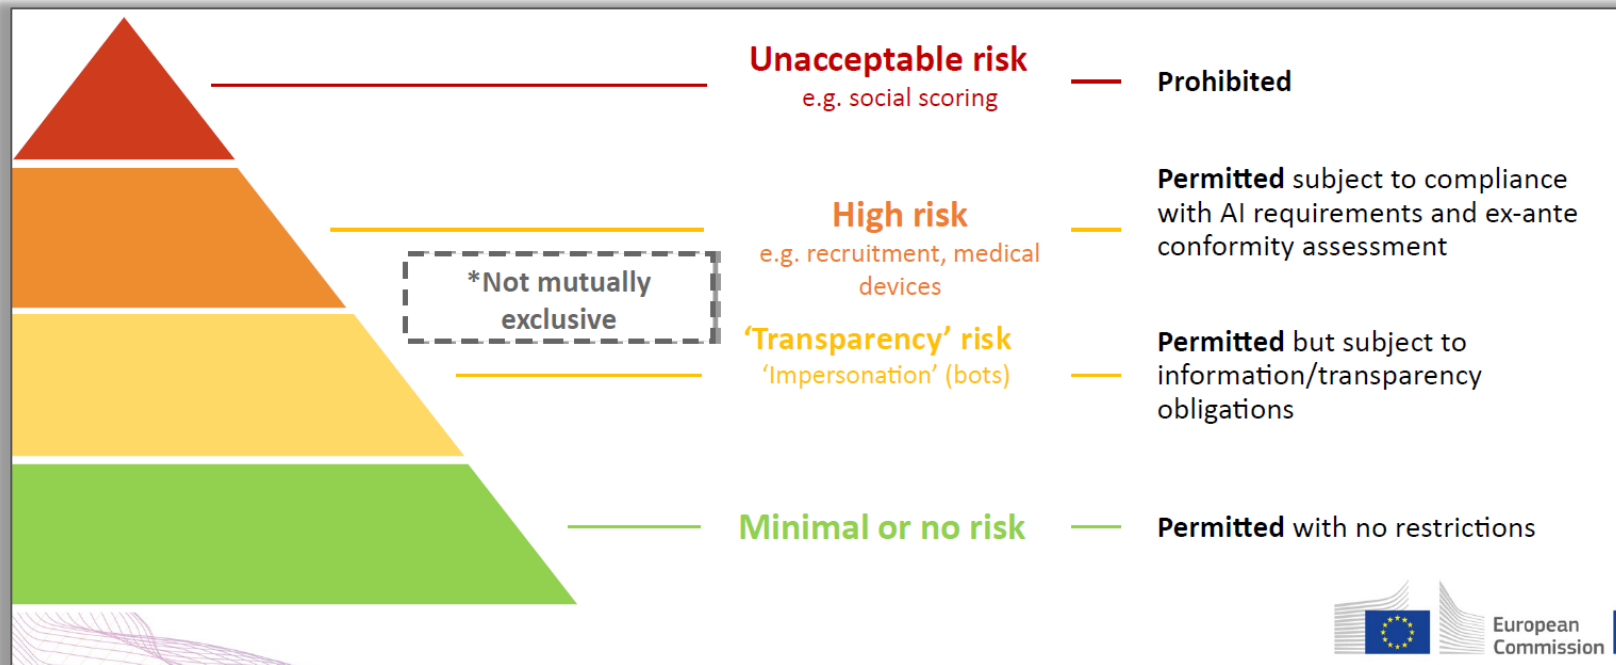 Unacceptable risk
e.g. social scoring
Prohibited
High risk
e.g. recruitment, medical
devices
Permitted subject to compliance
with AI requirements and ex-ante
conformity assessment
*Not mutually
exclusive
‘Transparency’ risk
‘Impersonation’ (bots)
Permitted but subject to
information/transparency
obligations
Minimal or no risk
Permitted with no restrictions
European
Commission